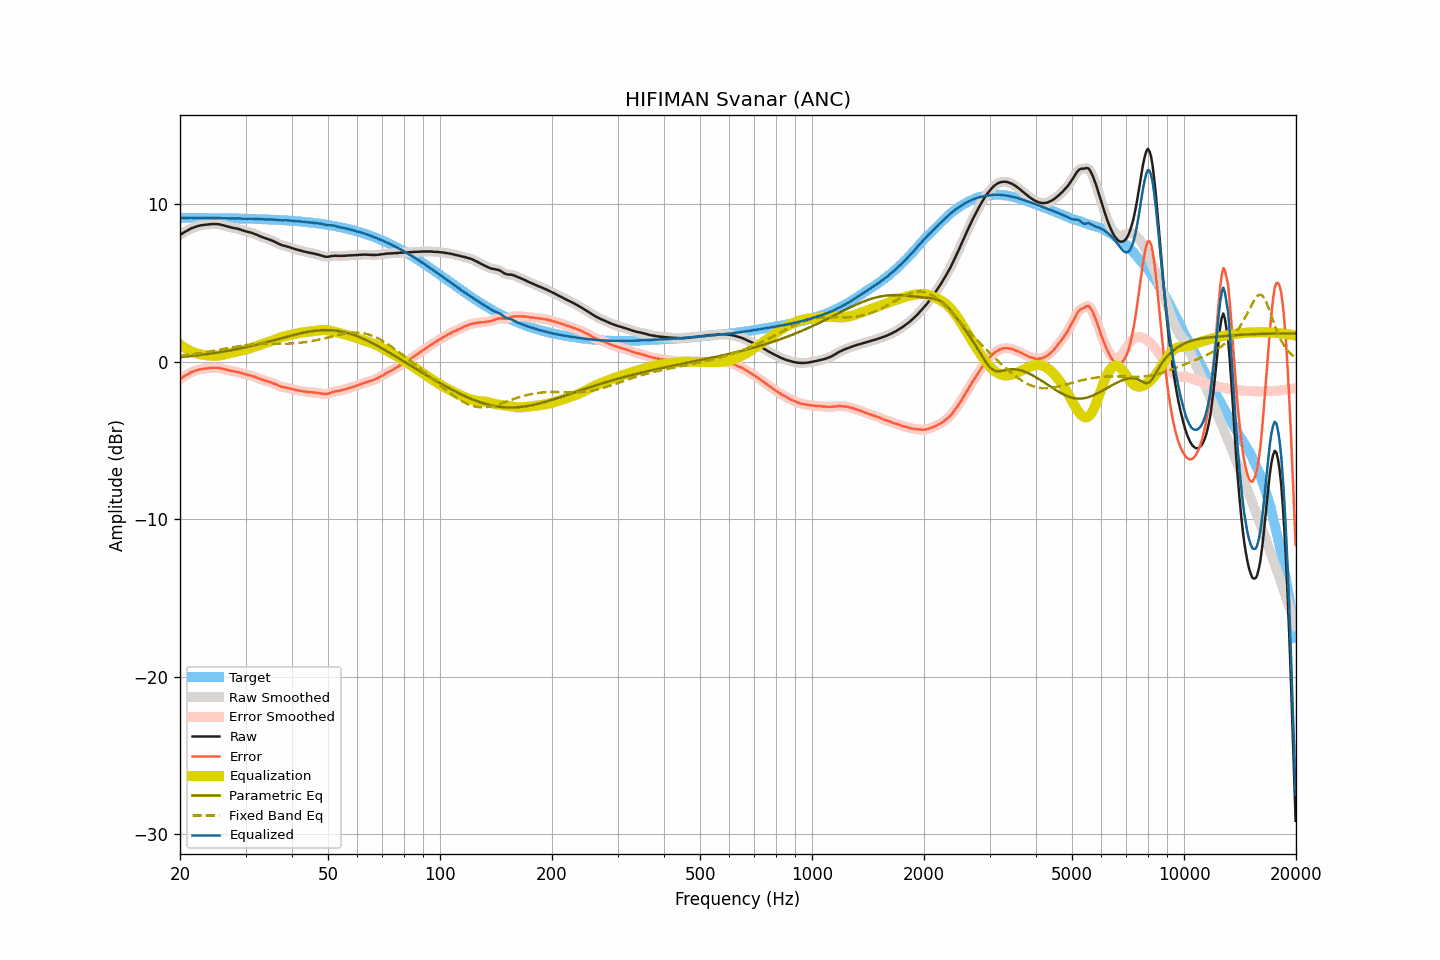 HIFIMAN Svanar (ANC)
Amplitude (dBr)
10
0
−10
−20
−30
Target
Raw Smoothed
Error Smoothed
Raw
Error
Equalization
Parametric Eq
Fixed Band Eq
Equalized
20 50 100 200 500 1000 2000 5000 10000 20000
Frequency (Hz)